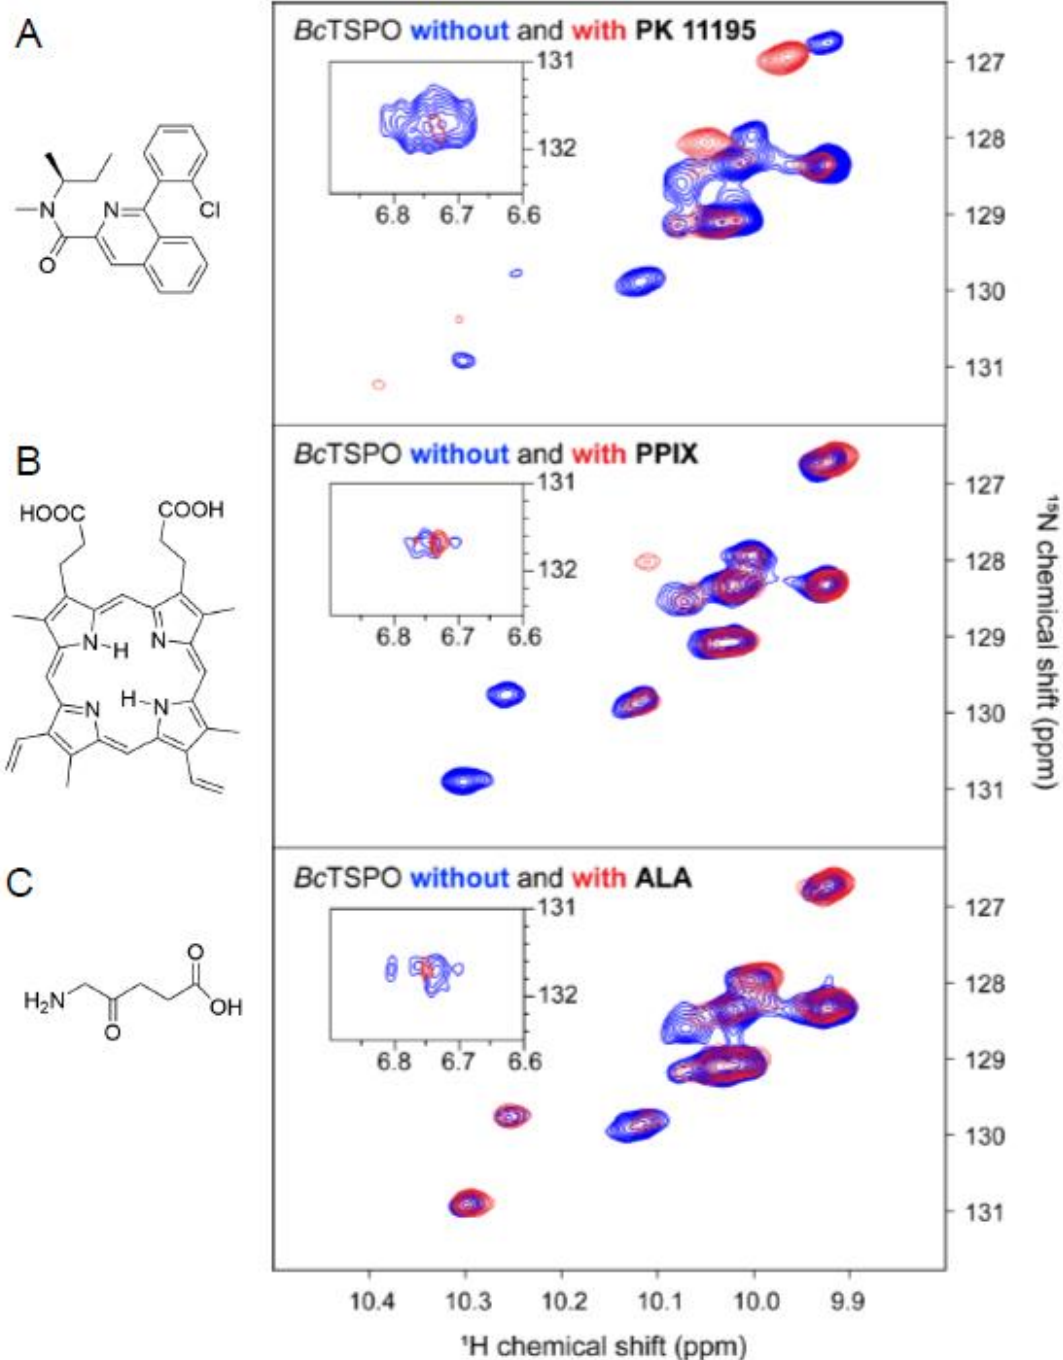 A
BcTSPO without and with PK 11195
131
132
6.8 6.7 6.6
127
128
129
130
131
N
N
O
Cl
B
BcTSPO without and with PPIX
131
132
6.8 6.7 6.6
127
128
129
130
131
HOOC COOH
N H N
N H N
¹⁵N chemical shift (ppm)
C
BcTSPO without and with ALA
131
132
6.8 6.7 6.6
127
128
129
130
131
H₂N
O
O
OH
10.4 10.3 10.2 10.1 10.0 9.9
¹H chemical shift (ppm)